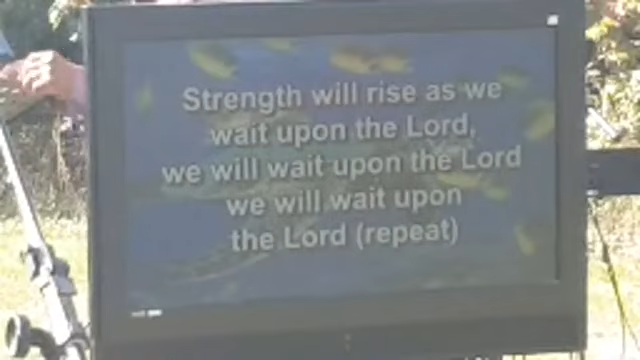 Strength will rise as we
wait upon the Lord,
we will wait upon the Lord
we will wait upon
the Lord (repeat)